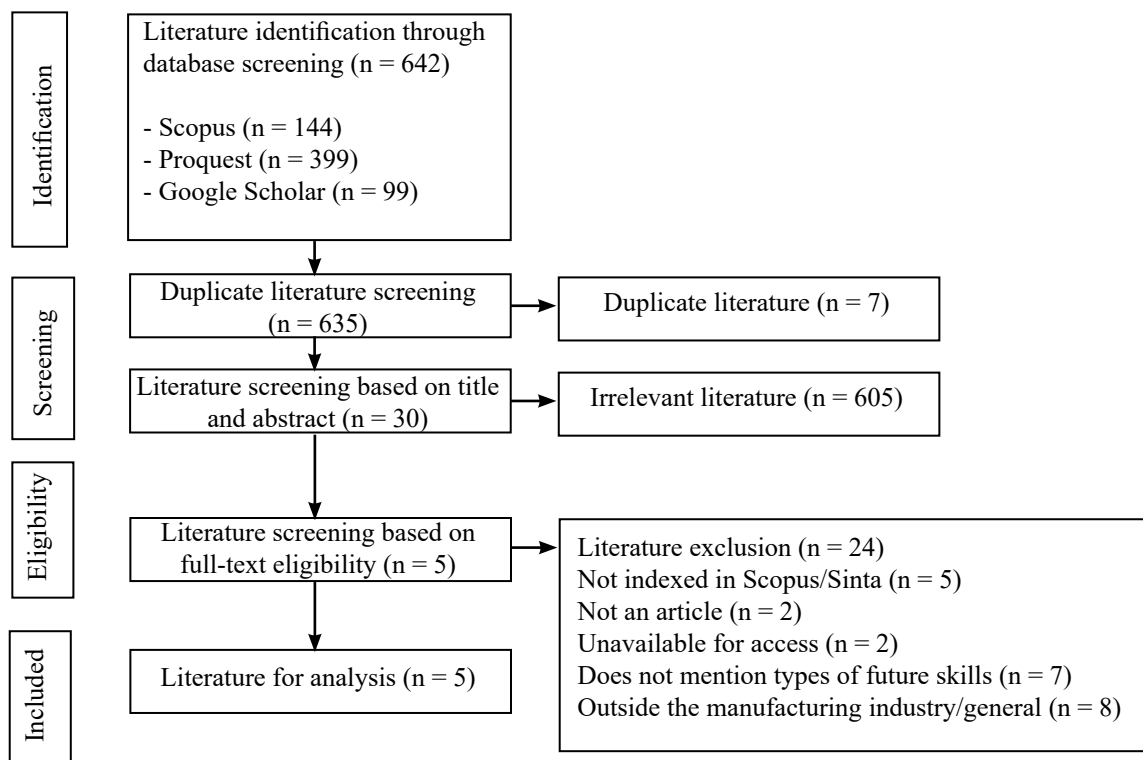 Identification
Literature identification through
database screening (n = 642)
- Scopus (n = 144)
- Proquest (n = 399)
- Google Scholar (n = 99)
Screening
Duplicate literature screening
(n = 635)
Duplicate literature (n = 7)
Literature screening based on title
and abstract (n = 30)
Irrelevant literature (n = 605)
Eligibility
Literature screening based on
full-text eligibility (n = 5)
Literature exclusion (n = 24)
Not indexed in Scopus/Sinta (n = 5)
Not an article (n = 2)
Unavailable for access (n = 2)
Does not mention types of future skills (n = 7)
Outside the manufacturing industry/general (n = 8)
Included
Literature for analysis (n = 5)